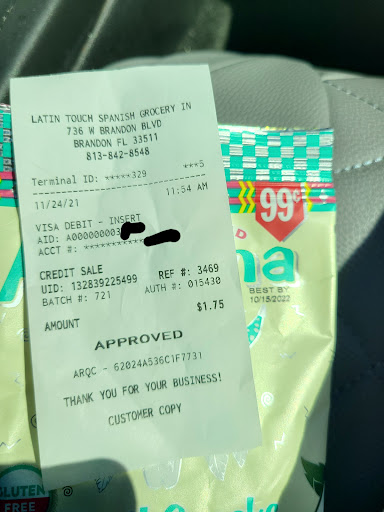 LATIN TOUCH SPANISH GROCERY IN
736 W BRANDON BLVD
BRANDON FL 33511
813-842-8548
Terminal ID: *****329 ***5
11/24/21 11:54 AM
VISA DEBIT - INSERT
AID: A000000003
ACCT #: ***********
CREDIT SALE
UID: 132839225499 REF #: 3469
BATCH #: 721 AUTH #: 015430
AMOUNT $1.75
APPROVED
ARQC - 62024A536C1F7731
THANK YOU FOR YOUR BUSINESS!
CUSTOMER COPY
99¢
na
BEST BY
10/15/2022
GLUTEN
FREE